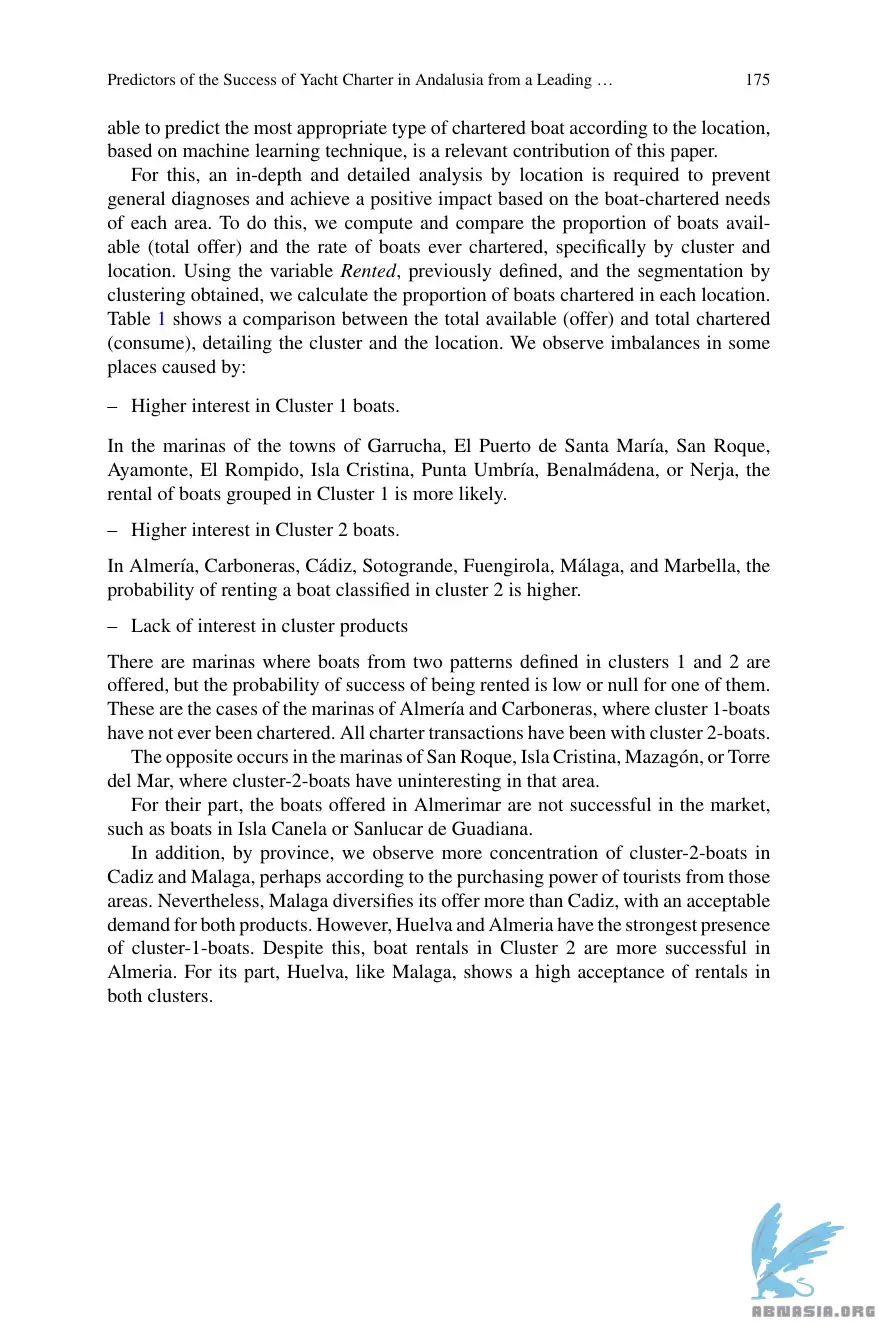 Predictors of the Success of Yacht Charter in Andalusia from a Leading … 175
able to predict the most appropriate type of chartered boat according to the location,
based on machine learning technique, is a relevant contribution of this paper.
For this, an in-depth and detailed analysis by location is required to prevent
general diagnoses and achieve a positive impact based on the boat-chartered needs
of each area. To do this, we compute and compare the proportion of boats avail-
able (total offer) and the rate of boats ever chartered, specifically by cluster and
location. Using the variable Rented, previously defined, and the segmentation by
clustering obtained, we calculate the proportion of boats chartered in each location.
Table 1 shows a comparison between the total available (offer) and total chartered
(consume), detailing the cluster and the location. We observe imbalances in some
places caused by:
– Higher interest in Cluster 1 boats.
In the marinas of the towns of Garrucha, El Puerto de Santa María, San Roque,
Ayamonte, El Rompido, Isla Cristina, Punta Umbría, Benalmádena, or Nerja, the
rental of boats grouped in Cluster 1 is more likely.
– Higher interest in Cluster 2 boats.
In Almería, Carboneras, Cádiz, Sotogrande, Fuengirola, Málaga, and Marbella, the
probability of renting a boat classified in cluster 2 is higher.
– Lack of interest in cluster products
There are marinas where boats from two patterns defined in clusters 1 and 2 are
offered, but the probability of success of being rented is low or null for one of them.
These are the cases of the marinas of Almería and Carboneras, where cluster 1-boats
have not ever been chartered. All charter transactions have been with cluster 2-boats.
The opposite occurs in the marinas of San Roque, Isla Cristina, Mazagón, or Torre
del Mar, where cluster-2-boats have uninteresting in that area.
For their part, the boats offered in Almerimar are not successful in the market,
such as boats in Isla Canela or Sanlucar de Guadiana.
In addition, by province, we observe more concentration of cluster-2-boats in
Cadiz and Malaga, perhaps according to the purchasing power of tourists from those
areas. Nevertheless, Malaga diversifies its offer more than Cadiz, with an acceptable
demand for both products. However, Huelva and Almeria have the strongest presence
of cluster-1-boats. Despite this, boat rentals in Cluster 2 are more successful in
Almeria. For its part, Huelva, like Malaga, shows a high acceptance of rentals in
both clusters.
ABNASIA.ORG